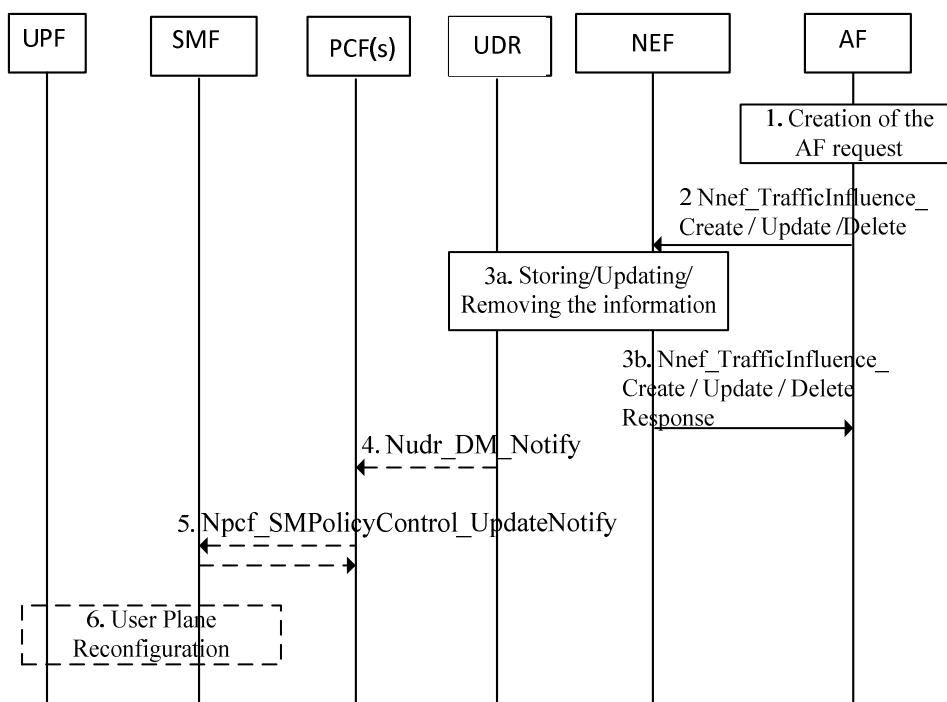 UPF
SMF
PCF(s)
UDR
NEF
AF
1. Creation of the
AF request
2 Nnef_TrafficInfluence_
Create / Update /Delete
3a. Storing/Updating/
Removing the information
3b. Nnef_TrafficInfluence_
Create / Update / Delete
Response
4. Nudr_DM_Notify
5. Npcf_SMPolicyControl_UpdateNotify
6. User Plane
Reconfiguration